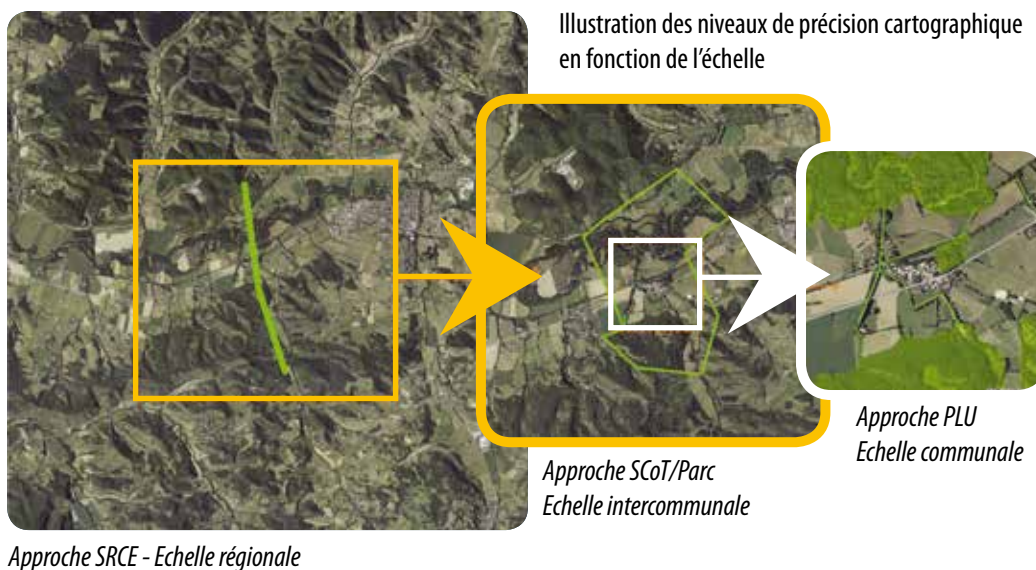 Illustration des niveaux de précision cartographique
en fonction de l'échelle
Approche PLU
Echelle communale
Approche SCoT/Parc
Echelle intercommunale
Approche SRCE - Echelle régionale